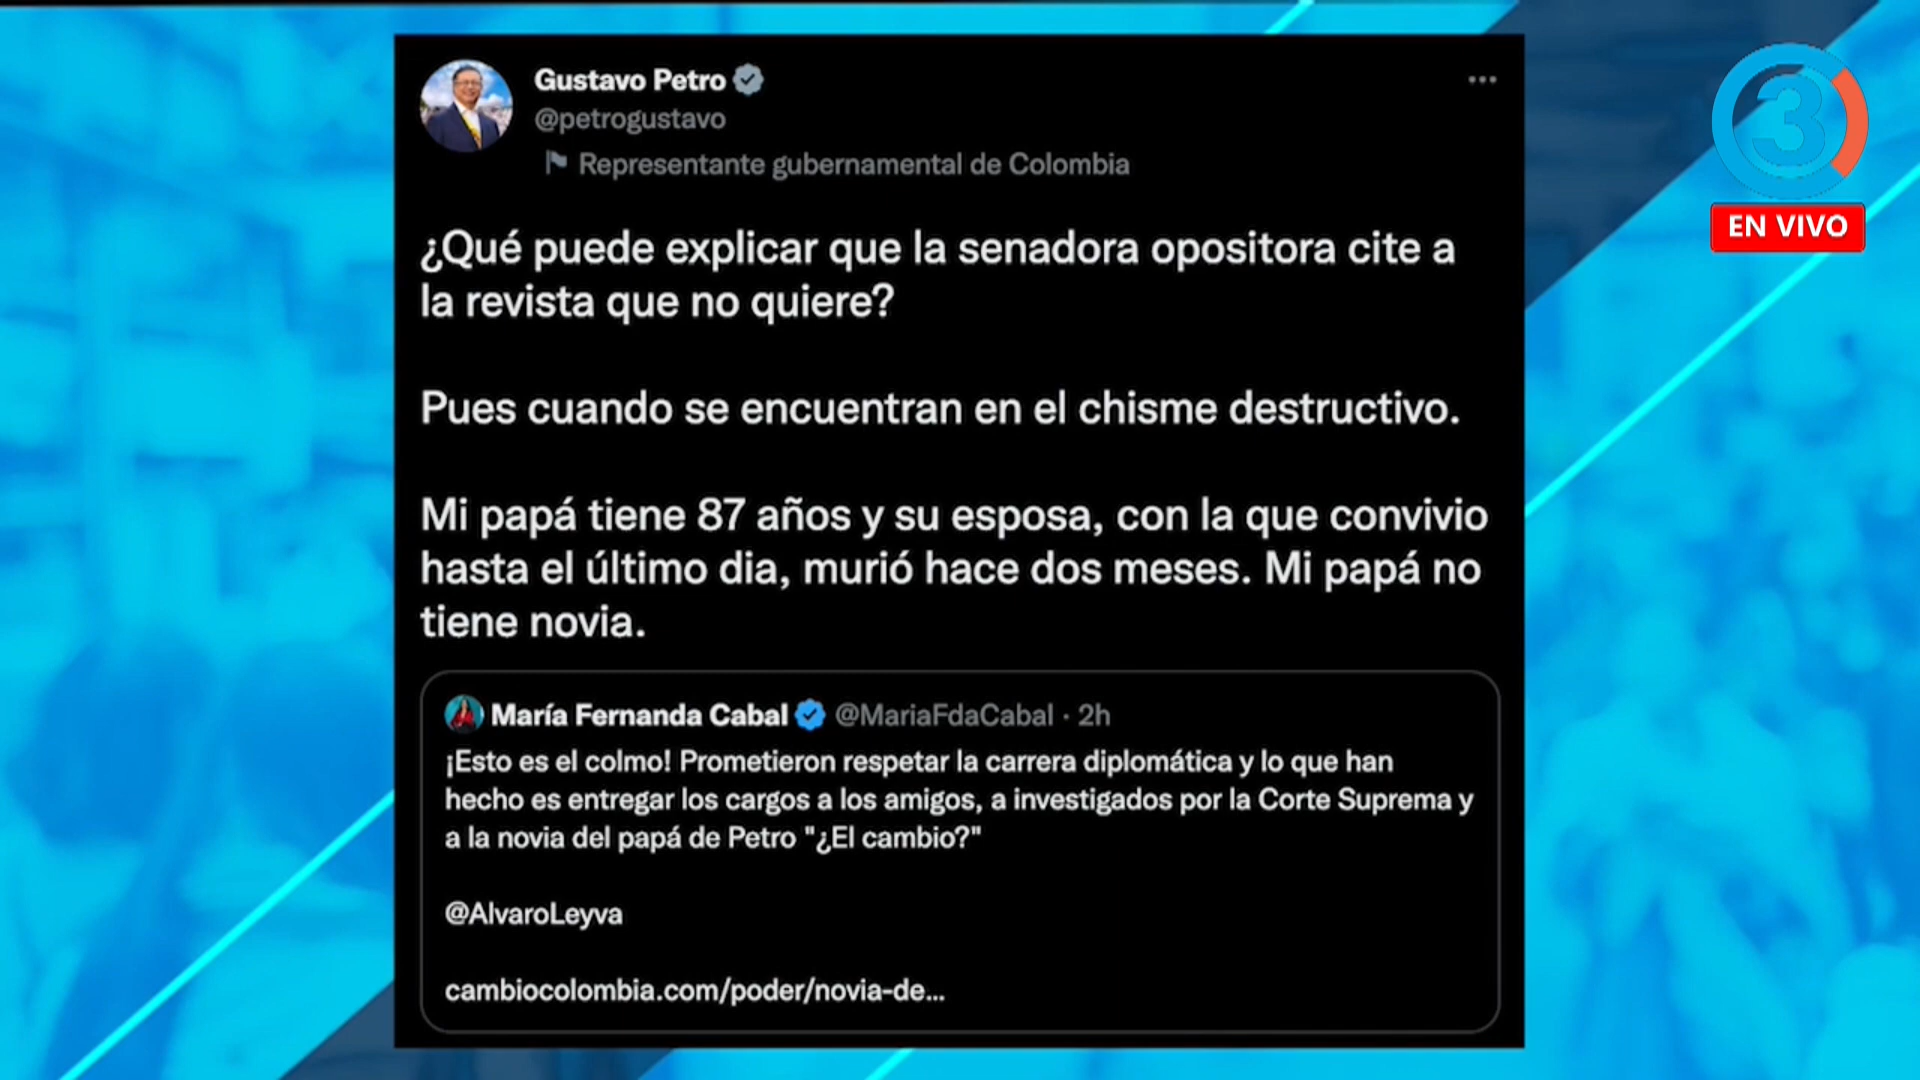 Gustavo Petro
@petrogustavo
Representante gubernamental de Colombia
¿Qué puede explicar que la senadora opositora cite a
la revista que no quiere?
Pues cuando se encuentran en el chisme destructivo.
Mi papá tiene 87 años y su esposa, con la que convivio
hasta el último dia, murió hace dos meses. Mi papá no
tiene novia.
María Fernanda Cabal @MariaFdaCabal · 2h
¡Esto es el colmo! Prometieron respetar la carrera diplomática y lo que han
hecho es entregar los cargos a los amigos, a investigados por la Corte Suprema y
a la novia del papá de Petro "¿El cambio?"
@AlvaroLeyva
cambiocolombia.com/poder/novia-de...
3
EN VIVO